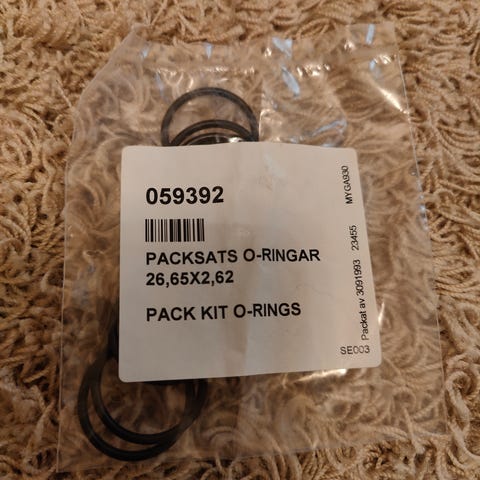 059392
PACKSATS O-RINGAR
26,65X2,62
PACK KIT O-RINGS
SE003
Packat av 3091993 23455 MYGA930